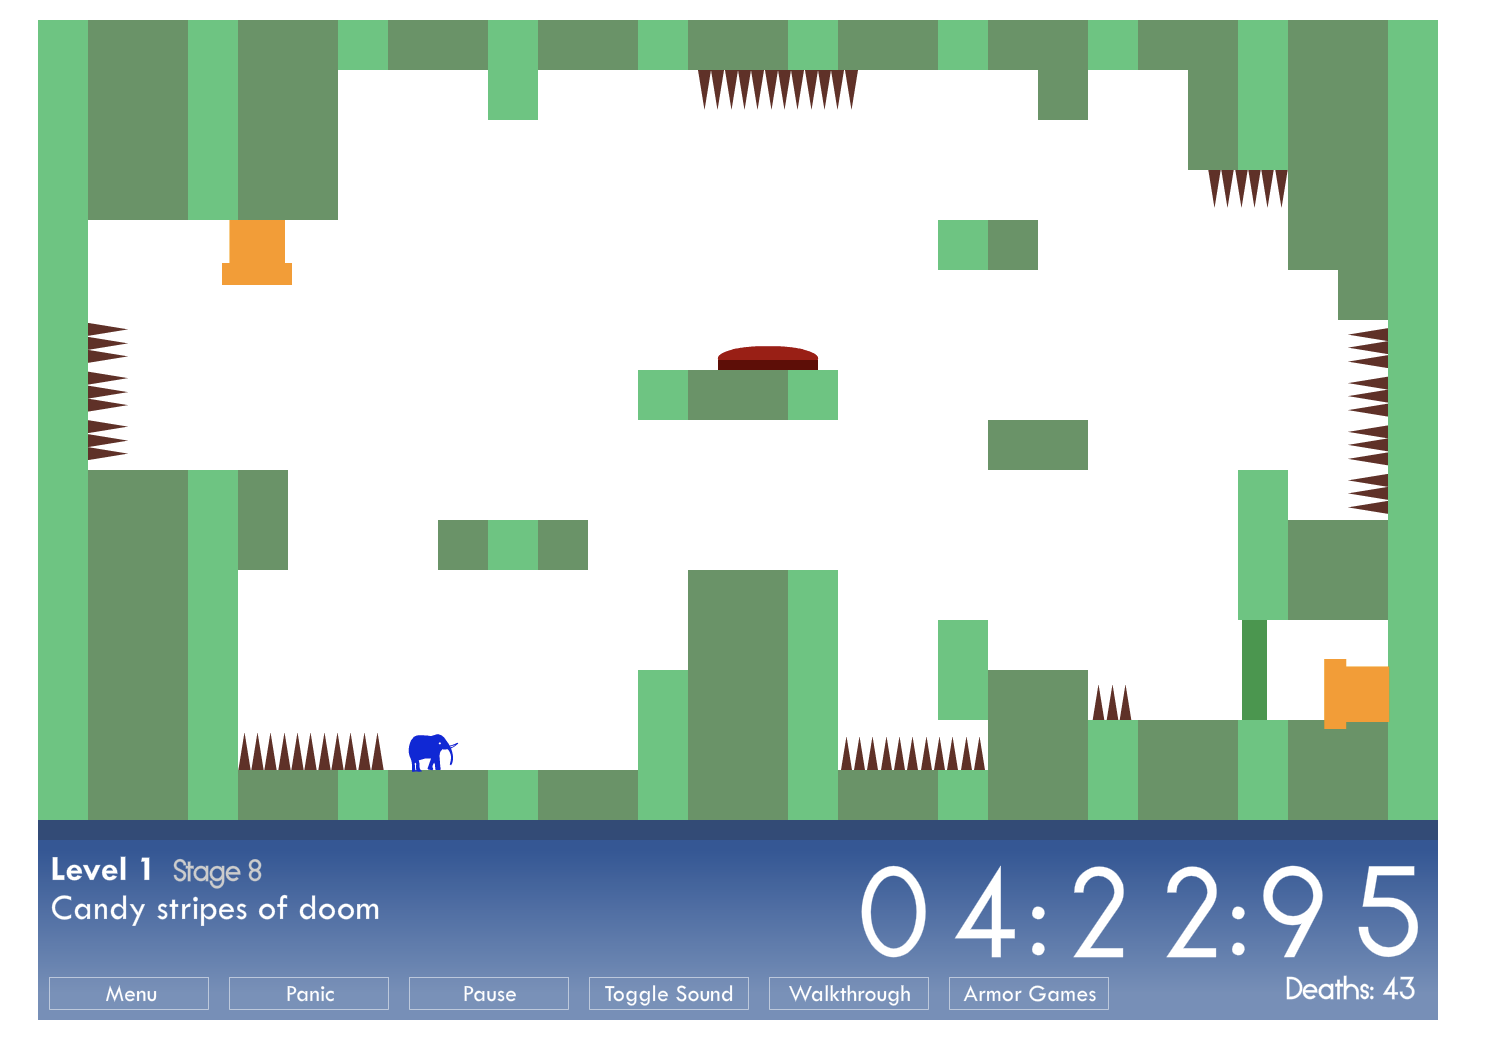 Level 1 Stage 8
Candy stripes of doom
04:22:95
Menu Panic Pause Toggle Sound Walkthrough Armor Games
Deaths: 43